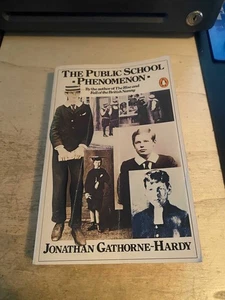 THE PUBLIC SCHOOL
• PHENOMENON •
By the author of The Rise and
Fall of the British Nanny
JONATHAN GATHORNE-HARDY